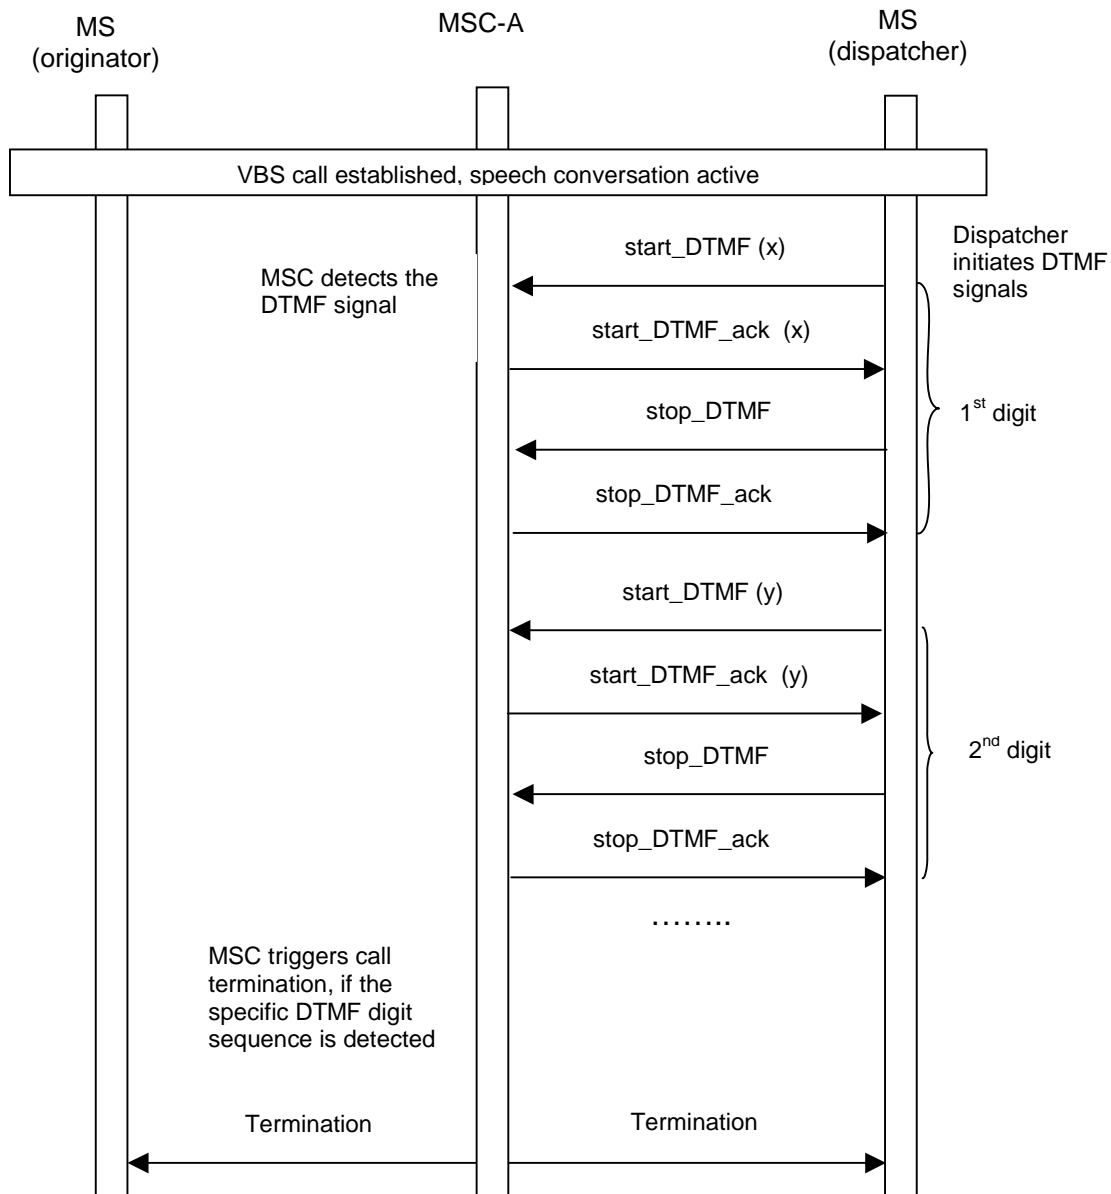 MS
(originator)
MSC-A
MS
(dispatcher)
VBS call established, speech conversation active
start_DTMF (x)
Dispatcher
initiates DTMF
signals
MSC detects the
DTMF signal
start_DTMF_ack (x)
stop_DTMF
1st digit
stop_DTMF_ack
start_DTMF (y)
start_DTMF_ack (y)
stop_DTMF
2nd digit
stop_DTMF_ack
........
MSC triggers call
termination, if the
specific DTMF digit
sequence is detected
Termination
Termination